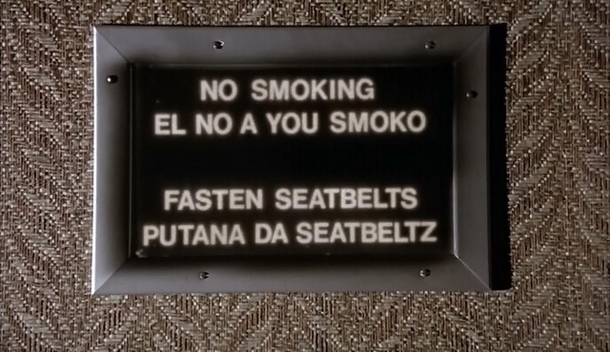 NO SMOKING
EL NO A YOU SMOKO
FASTEN SEATBELTS
PUTANA DA SEATBELTZ